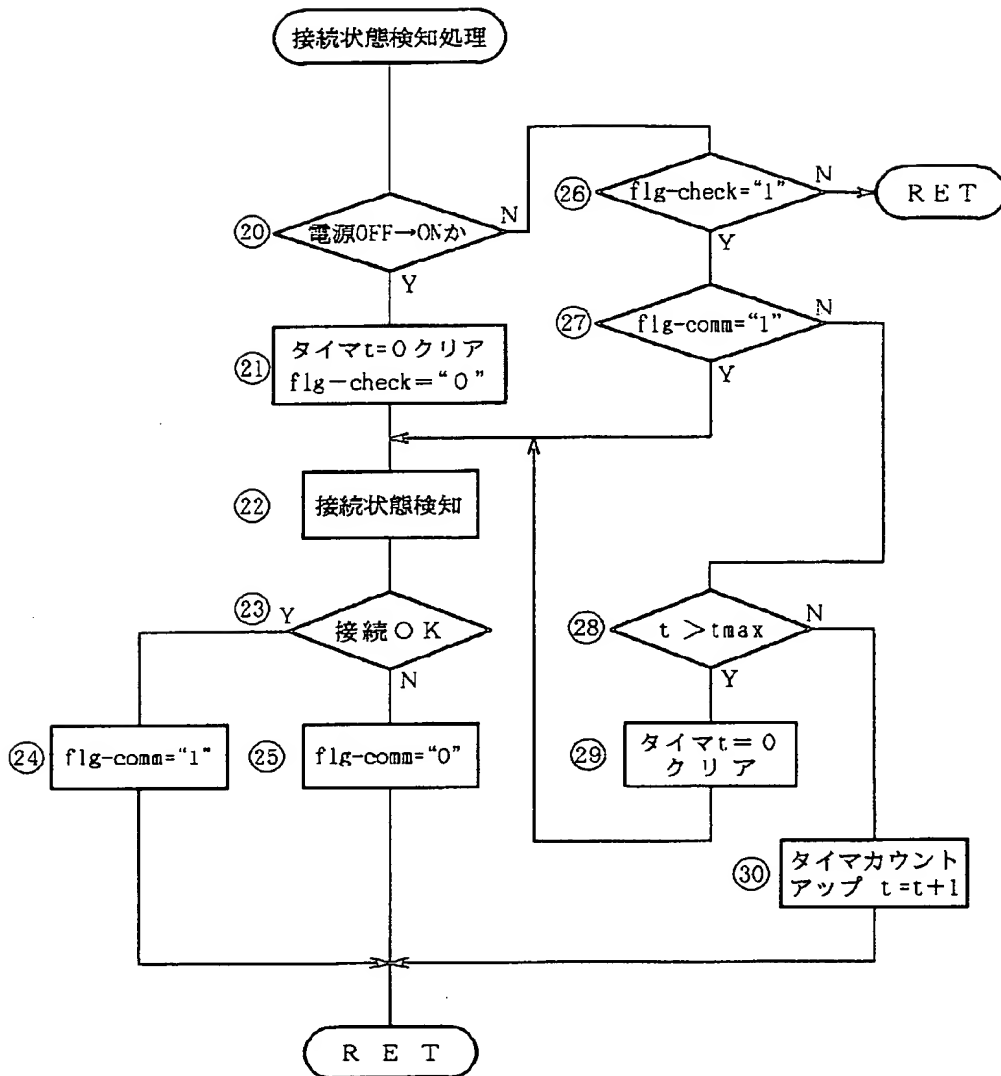 接続状態検知処理
⑳
電源OFF→ONか
N
Y
㉑
タイマt=0クリア
flg-check="0"
㉒
接続状態検知
㉓
Y
接続OK
N
㉔
flg-comm="1"
㉕
flg-comm="0"
㉖
flg-check="1"
N
RET
Y
㉗
flg-comm="1"
N
Y
㉘
t >tmax
N
Y
㉙
タイマt=0
クリア
㉚
タイマカウント
アップ t=t+1
RET